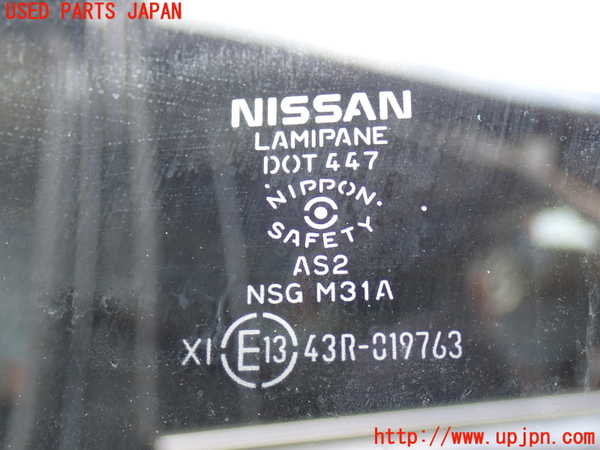 USED PARTS JAPAN
NISSAN
LAMIPANE
DOT 447
·NIPPON·
SAFETY
AS2
NSG M31A
XI E13 43R-019763
http://www.upjpn.com